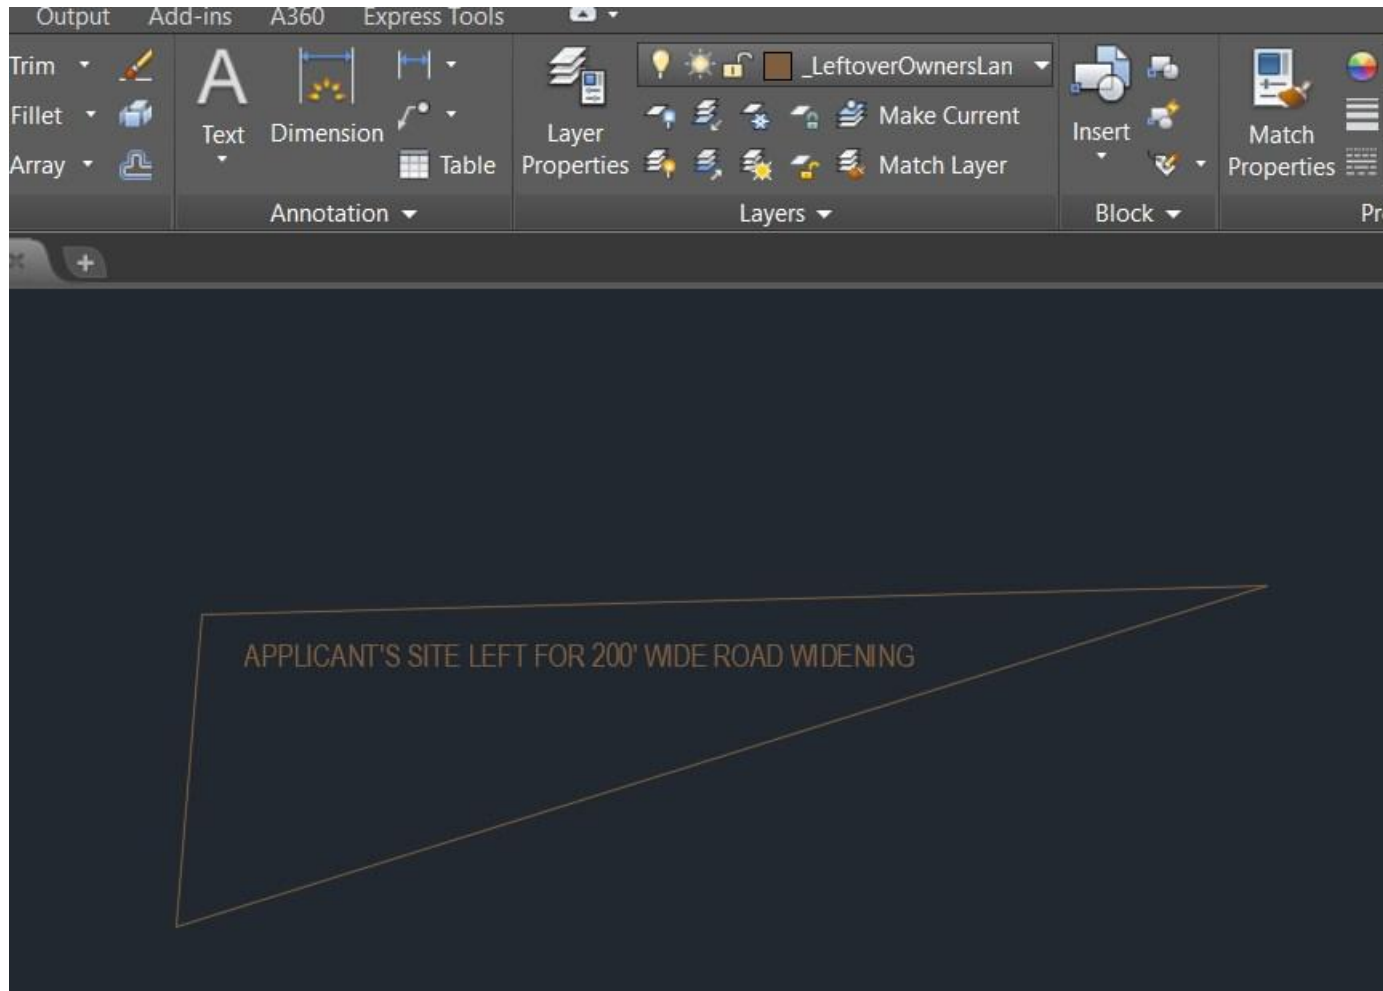 Output Add-ins A360 Express Tools
Trim
Fillet
Array
Text
Dimension
Table
Annotation
Layer
Properties
_LeftoverOwnersLan
Make Current
Match Layer
Layers
Insert
Block
Match
Properties
Pr
APPLICANT'S SITE LEFT FOR 200' WIDE ROAD WIDENING